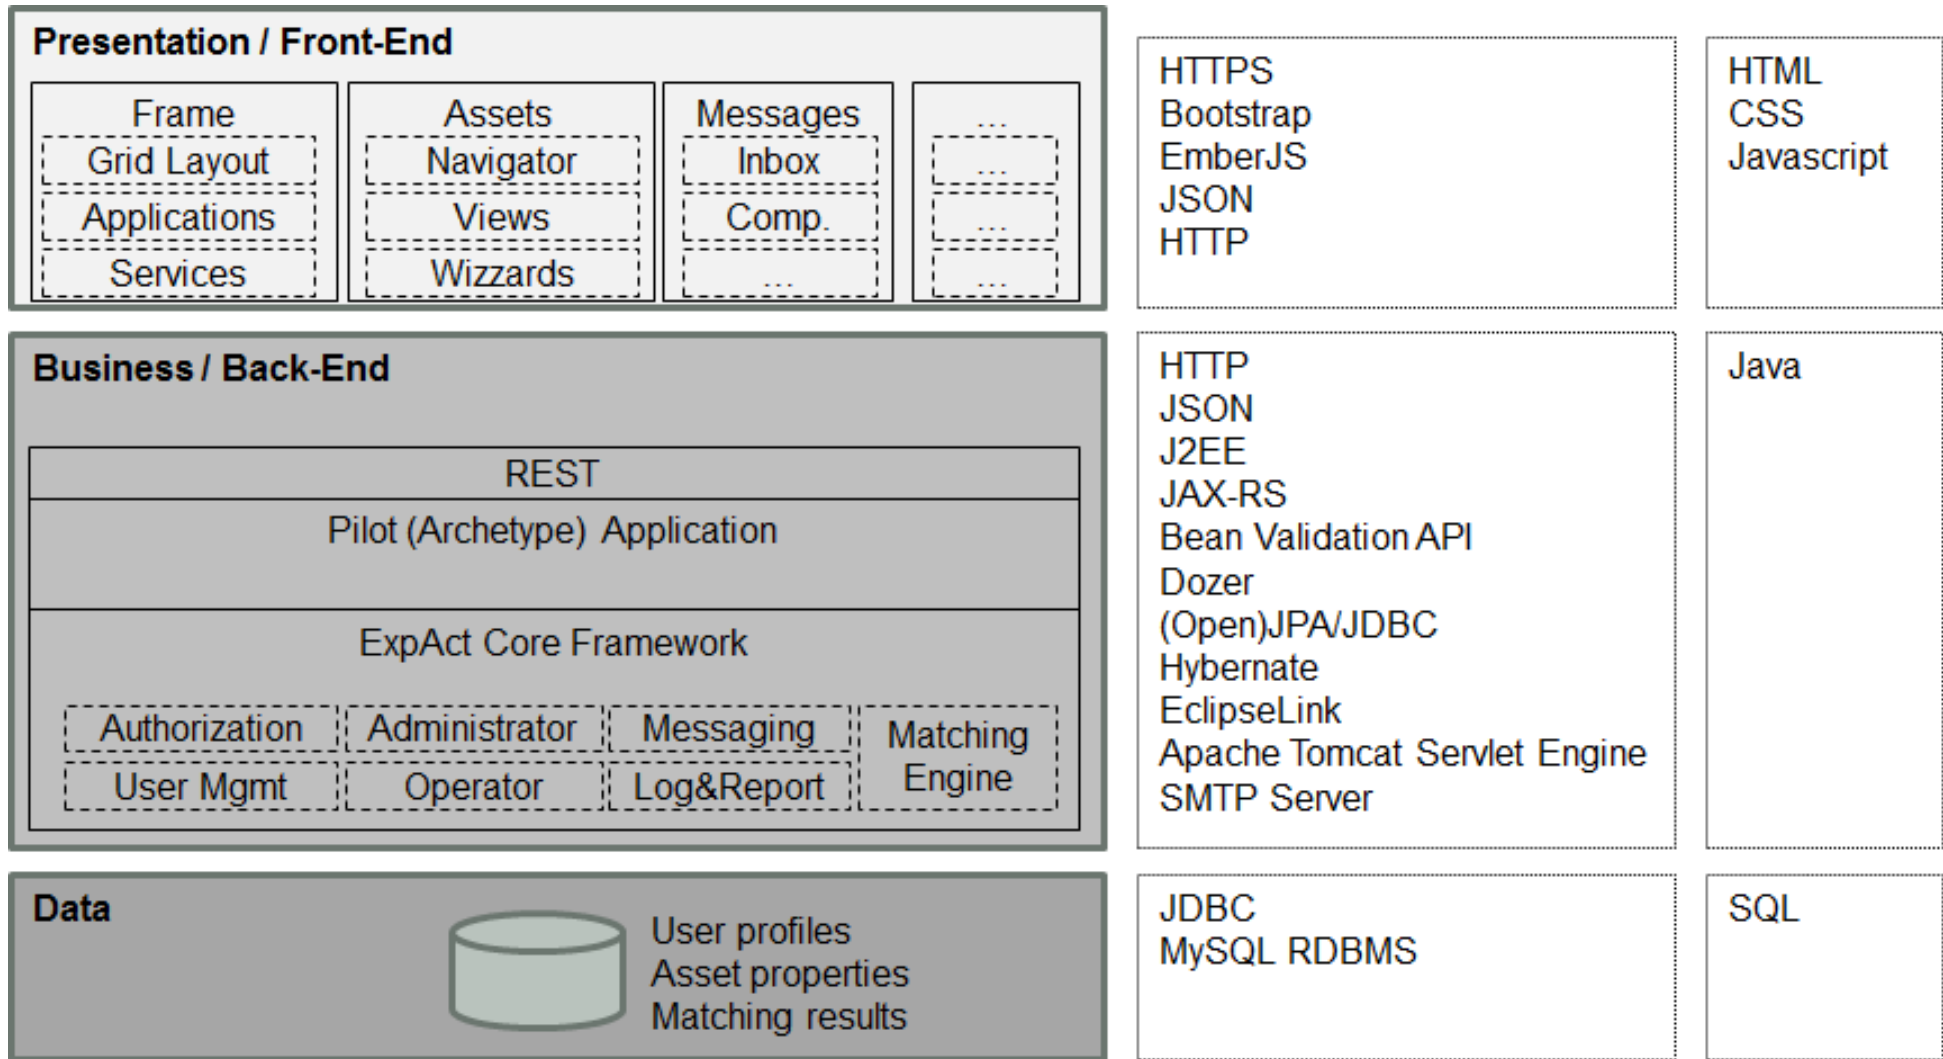 Presentation / Front-End
Frame
Grid Layout
Applications
Services
Assets
Navigator
Views
Wizzards
Messages
Inbox
Comp.
...
...
...
...
...
HTTPS
Bootstrap
EmberJS
JSON
HTTP
HTML
CSS
Javascript
Business / Back-End
REST
Pilot (Archetype) Application
ExpAct Core Framework
Authorization
Administrator
Messaging
Matching
Engine
User Mgmt
Operator
Log&Report
HTTP
JSON
J2EE
JAX-RS
Bean Validation API
Dozer
(Open)JPA/JDBC
Hybernate
EclipseLink
Apache Tomcat Servlet Engine
SMTP Server
Java
Data
User profiles
Asset properties
Matching results
JDBC
MySQL RDBMS
SQL